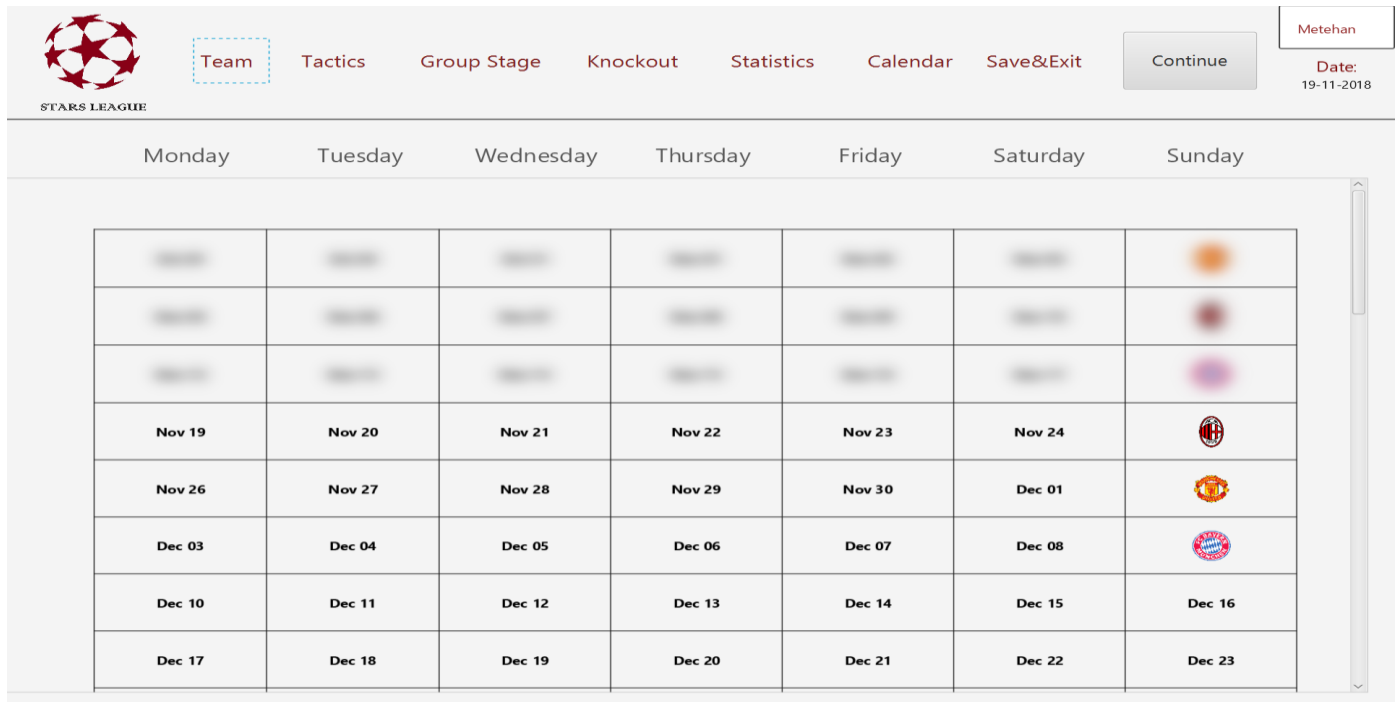 STARS LEAGUE
Team Tactics Group Stage Knockout Statistics Calendar Save&Exit Continue
Metehan
Date:
19-11-2018
Monday Tuesday Wednesday Thursday Friday Saturday Sunday
Nov 19 Nov 20 Nov 21 Nov 22 Nov 23 Nov 24
Nov 26 Nov 27 Nov 28 Nov 29 Nov 30 Dec 01
Dec 03 Dec 04 Dec 05 Dec 06 Dec 07 Dec 08
Dec 10 Dec 11 Dec 12 Dec 13 Dec 14 Dec 15 Dec 16
Dec 17 Dec 18 Dec 19 Dec 20 Dec 21 Dec 22 Dec 23